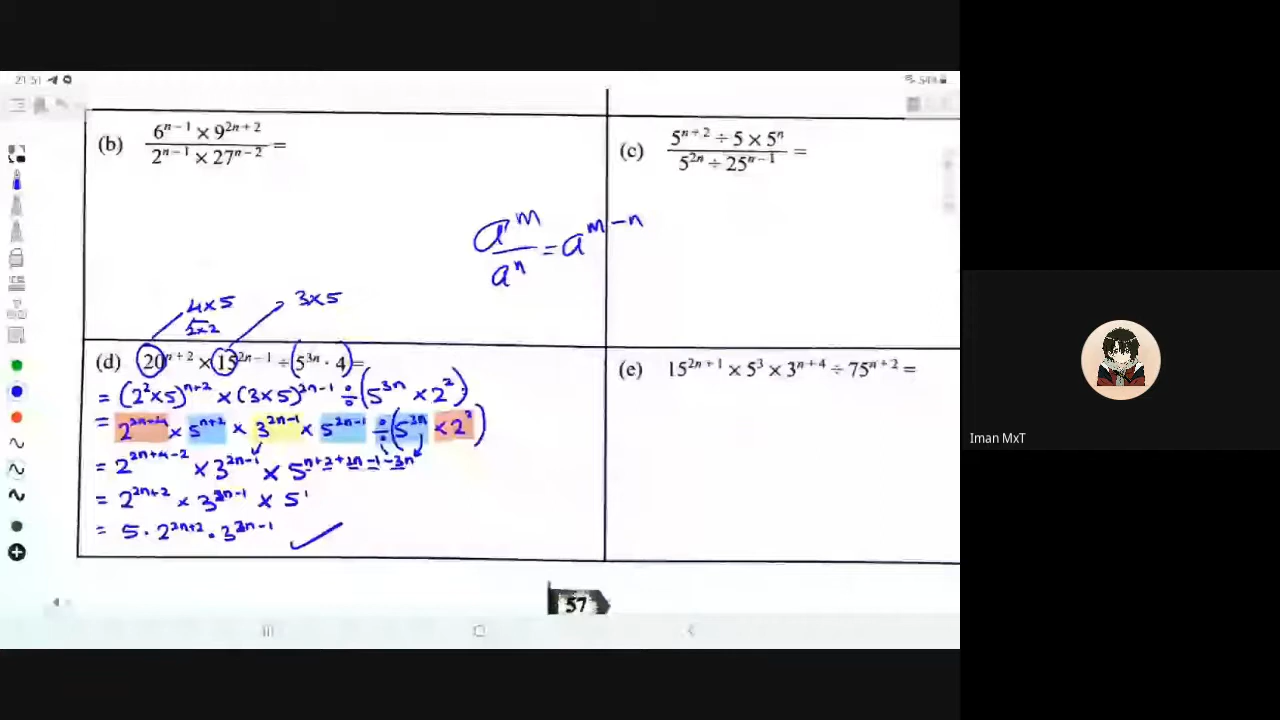 21:51 54%
(b) 6^{n-1} × 9^{2n+2} / 2^{n-1} × 27^{n-2} =
(c) 5^{n+2} ÷ 5 × 5^n / 5^{2n} ÷ 25^{n-1} =
a^m / a^n = a^{m-n}
4×5
2×2
3×5
(d) 20^{n+2} × 15^{2n-1} ÷ (5^{3n} · 4) =
= (2^2 × 5)^{n+2} × (3×5)^{2n-1} ÷ (5^{3n} × 2^2)
= 2^{2n+4} × 5^{n+2} × 3^{2n-1} × 5^{2n-1} ÷ (5^{3n} × 2^2)
= 2^{2n+4-2} × 3^{2n-1} × 5^{n+2+2n-1-3n}
= 2^{2n+2} × 3^{2n-1} × 5^1
= 5 · 2^{2n+2} · 3^{2n-1}
(e) 15^{2n+1} × 5^3 × 3^{n+4} ÷ 75^{n+2} =
57
Iman MxT